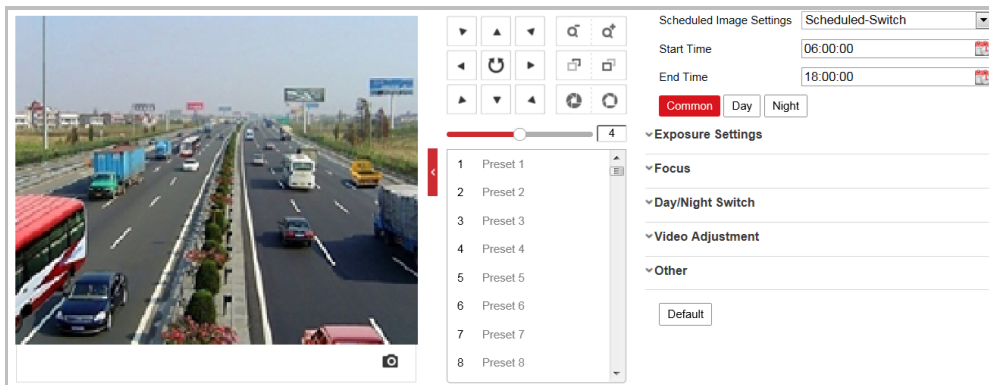 4
1 Preset 1
2 Preset 2
3 Preset 3
4 Preset 4
5 Preset 5
6 Preset 6
7 Preset 7
8 Preset 8
Scheduled Image Settings Scheduled-Switch
Start Time 06:00:00
End Time 18:00:00
Common Day Night
Exposure Settings
Focus
Day/Night Switch
Video Adjustment
Other
Default